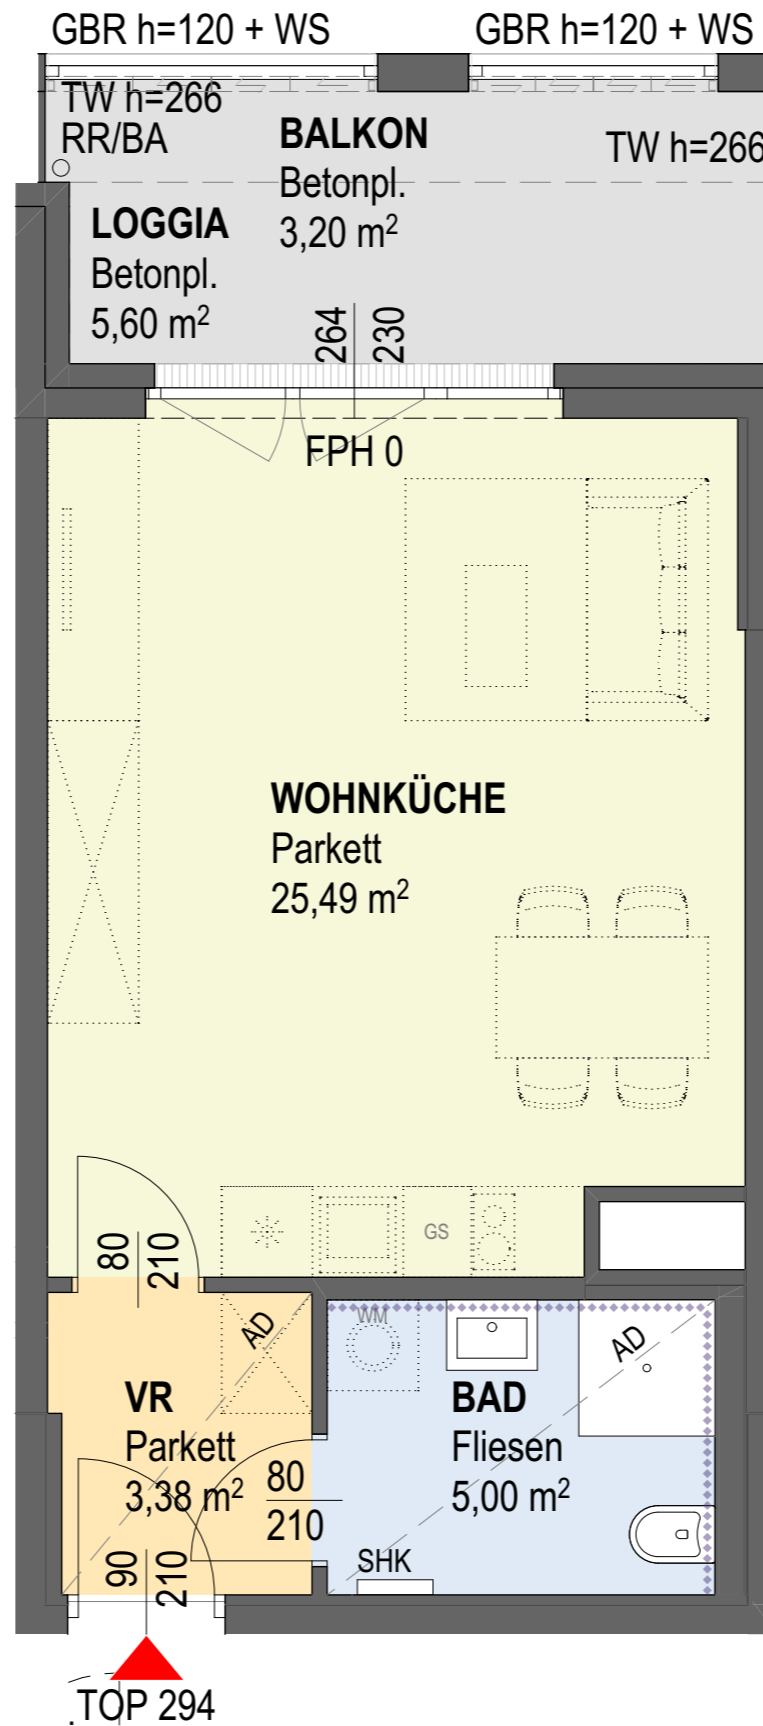 GBR h=120 + WS
GBR h=120 + WS
TW h=266
RR/BA
BALKON
Betonpl.
3,20 m²
TW h=266
LOGGIA
Betonpl.
5,60 m²
264
230
FPH 0
WOHNKÜCHE
Parkett
25,49 m²
GS
80
210
AD
WM
AD
VR
Parkett
3,38 m²
BAD
Fliesen
5,00 m²
80
210
SHK
90
210
TOP 294